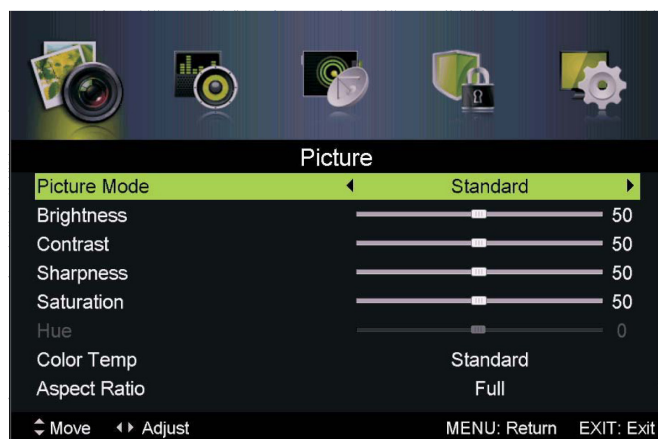 Picture
Picture Mode Standard
Brightness 50
Contrast 50
Sharpness 50
Saturation 50
Hue 0
Color Temp Standard
Aspect Ratio Full
Move Adjust MENU: Return EXIT: Exit